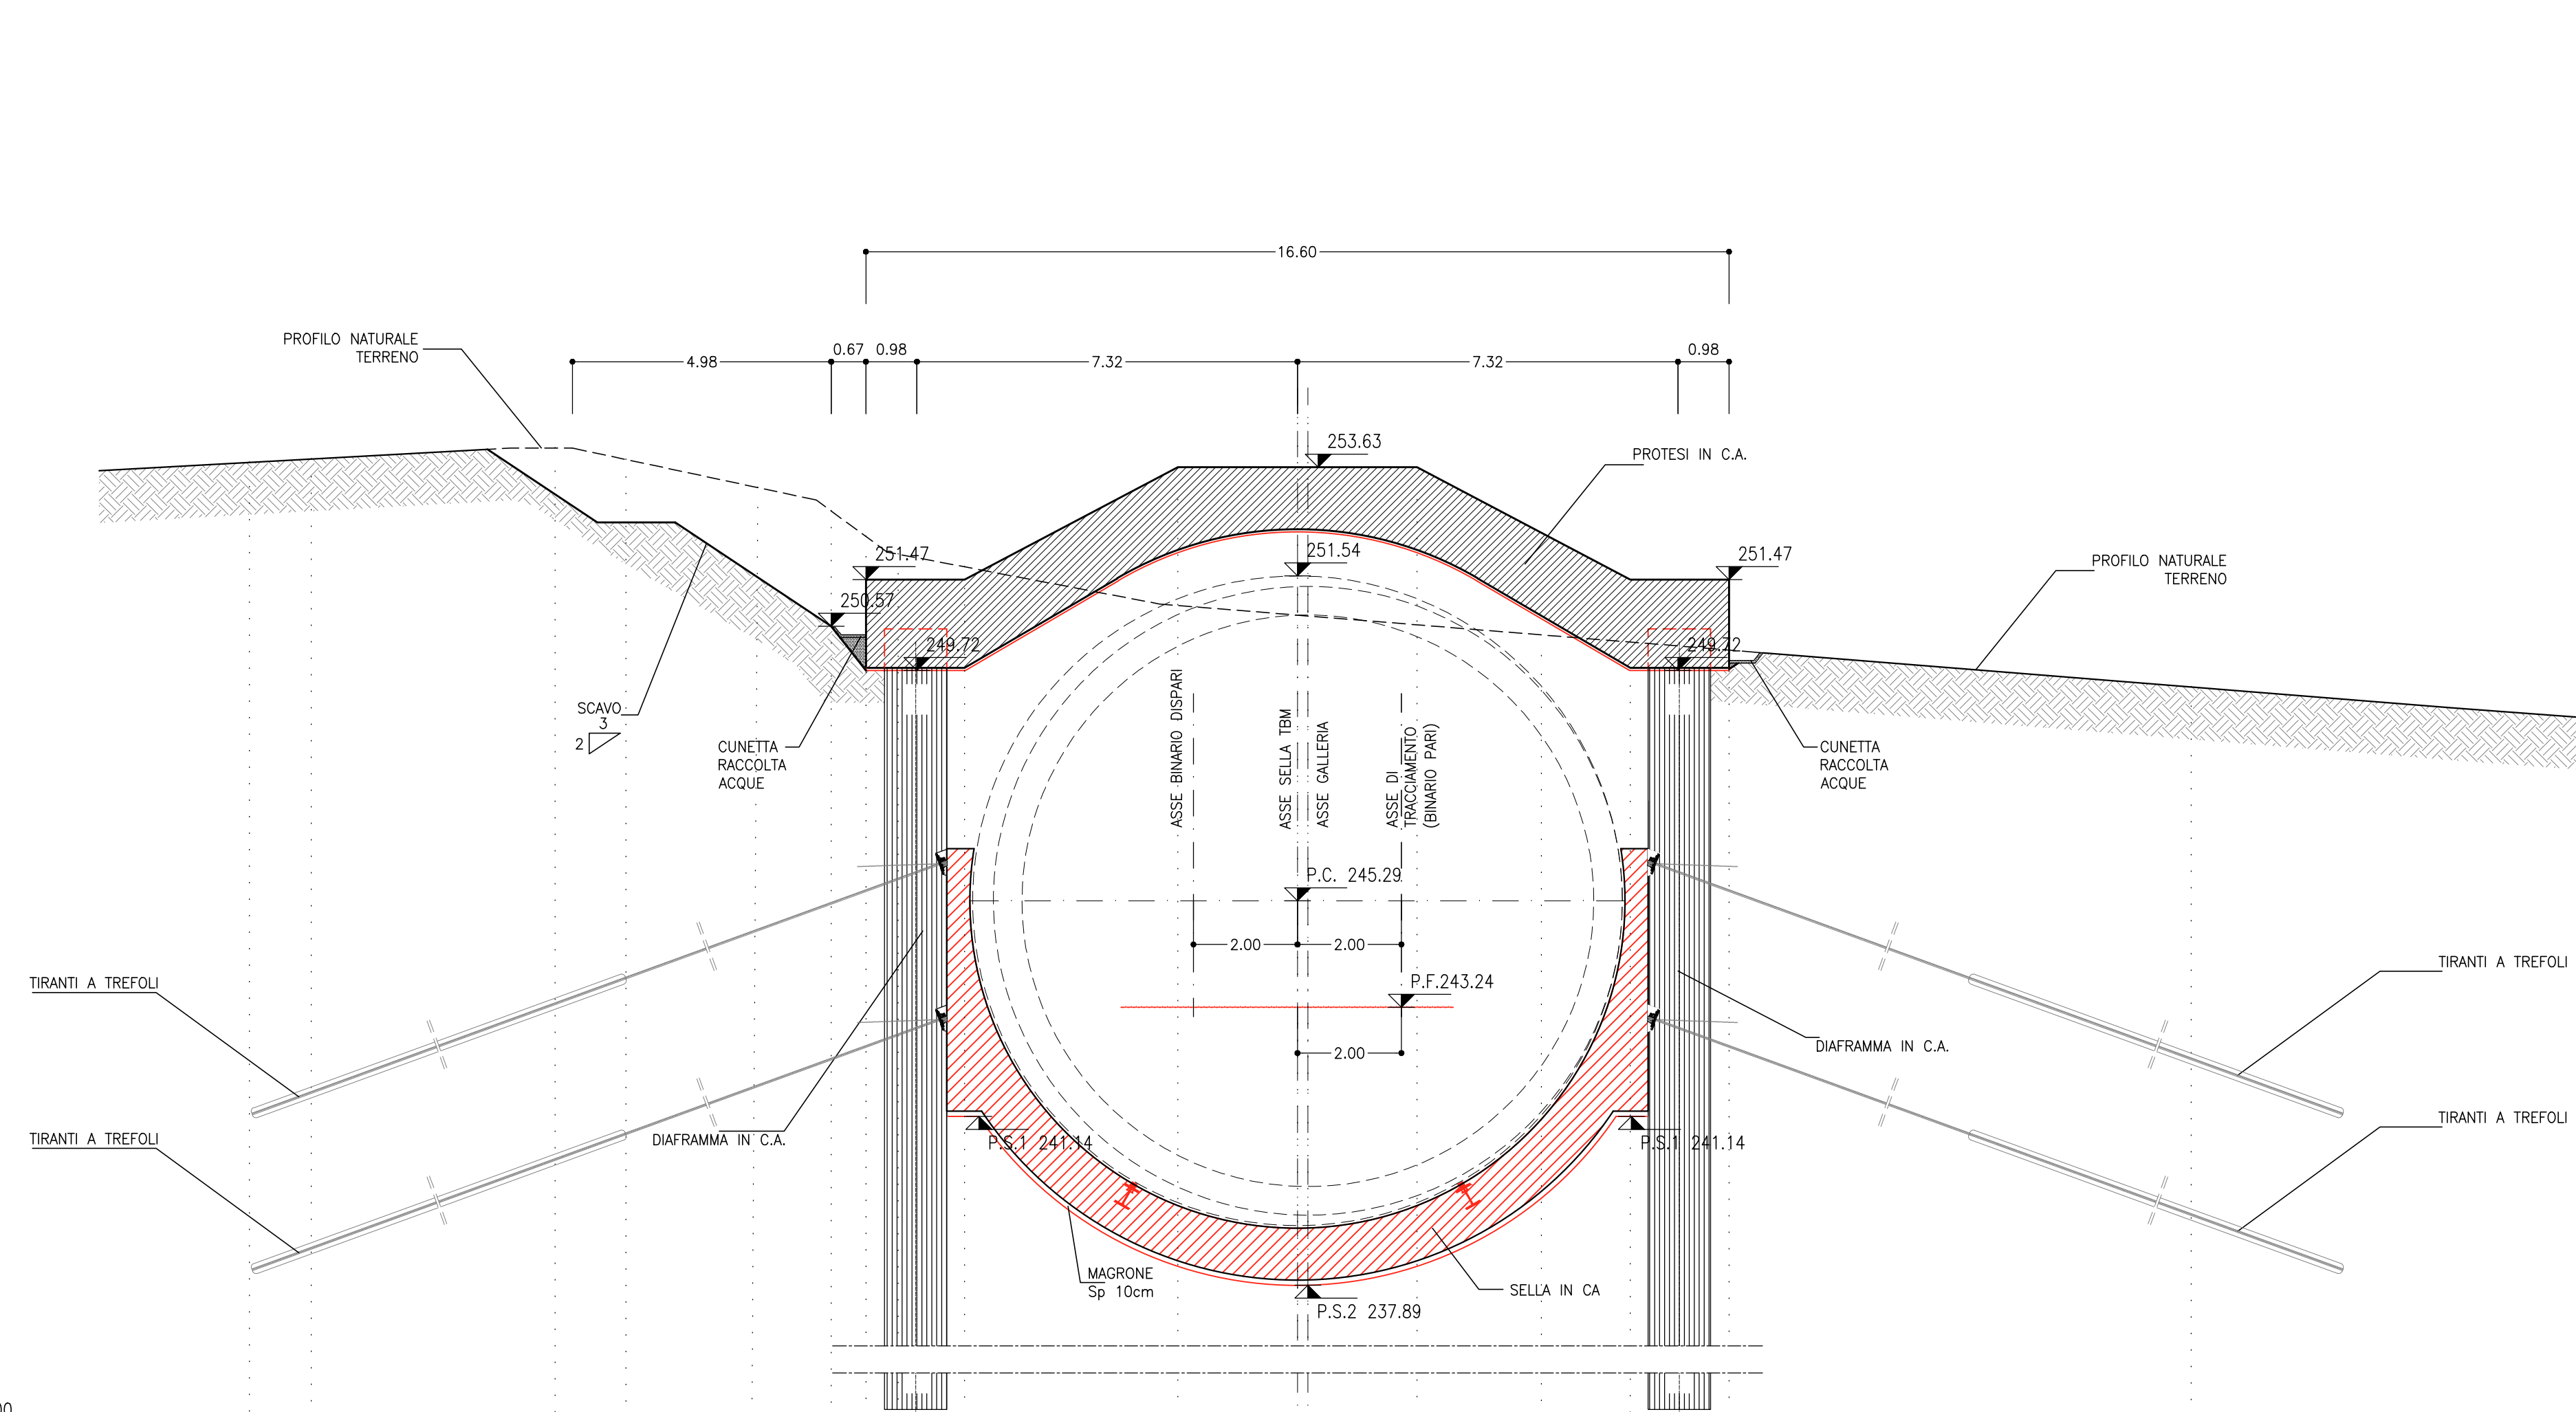 16.60
4.98
0.67
0.98
7.32
7.32
0.98
PROFILO NATURALE
TERRENO
253.63
PROTESI IN C.A.
251.47
251.54
251.47
PROFILO NATURALE
TERRENO
250.57
249.72
249.72
SCAVO
3
2
CUNETTA
RACCOLTA
ACQUE
ASSE BINARIO DISPARI
ASSE SELLA TBM
ASSE GALLERIA
ASSE DI
TRACCIAMENTO
(BINARIO PARI)
CUNETTA
RACCOLTA
ACQUE
P.C. 245.29
2.00
2.00
P.F.243.24
2.00
TIRANTI A TREFOLI
TIRANTI A TREFOLI
TIRANTI A TREFOLI
TIRANTI A TREFOLI
DIAFRAMMA IN C.A.
DIAFRAMMA IN C.A.
P.S.1 241.14
P.S.1 241.14
MAGRONE
Sp 10cm
SELLA IN CA
P.S.2 237.89